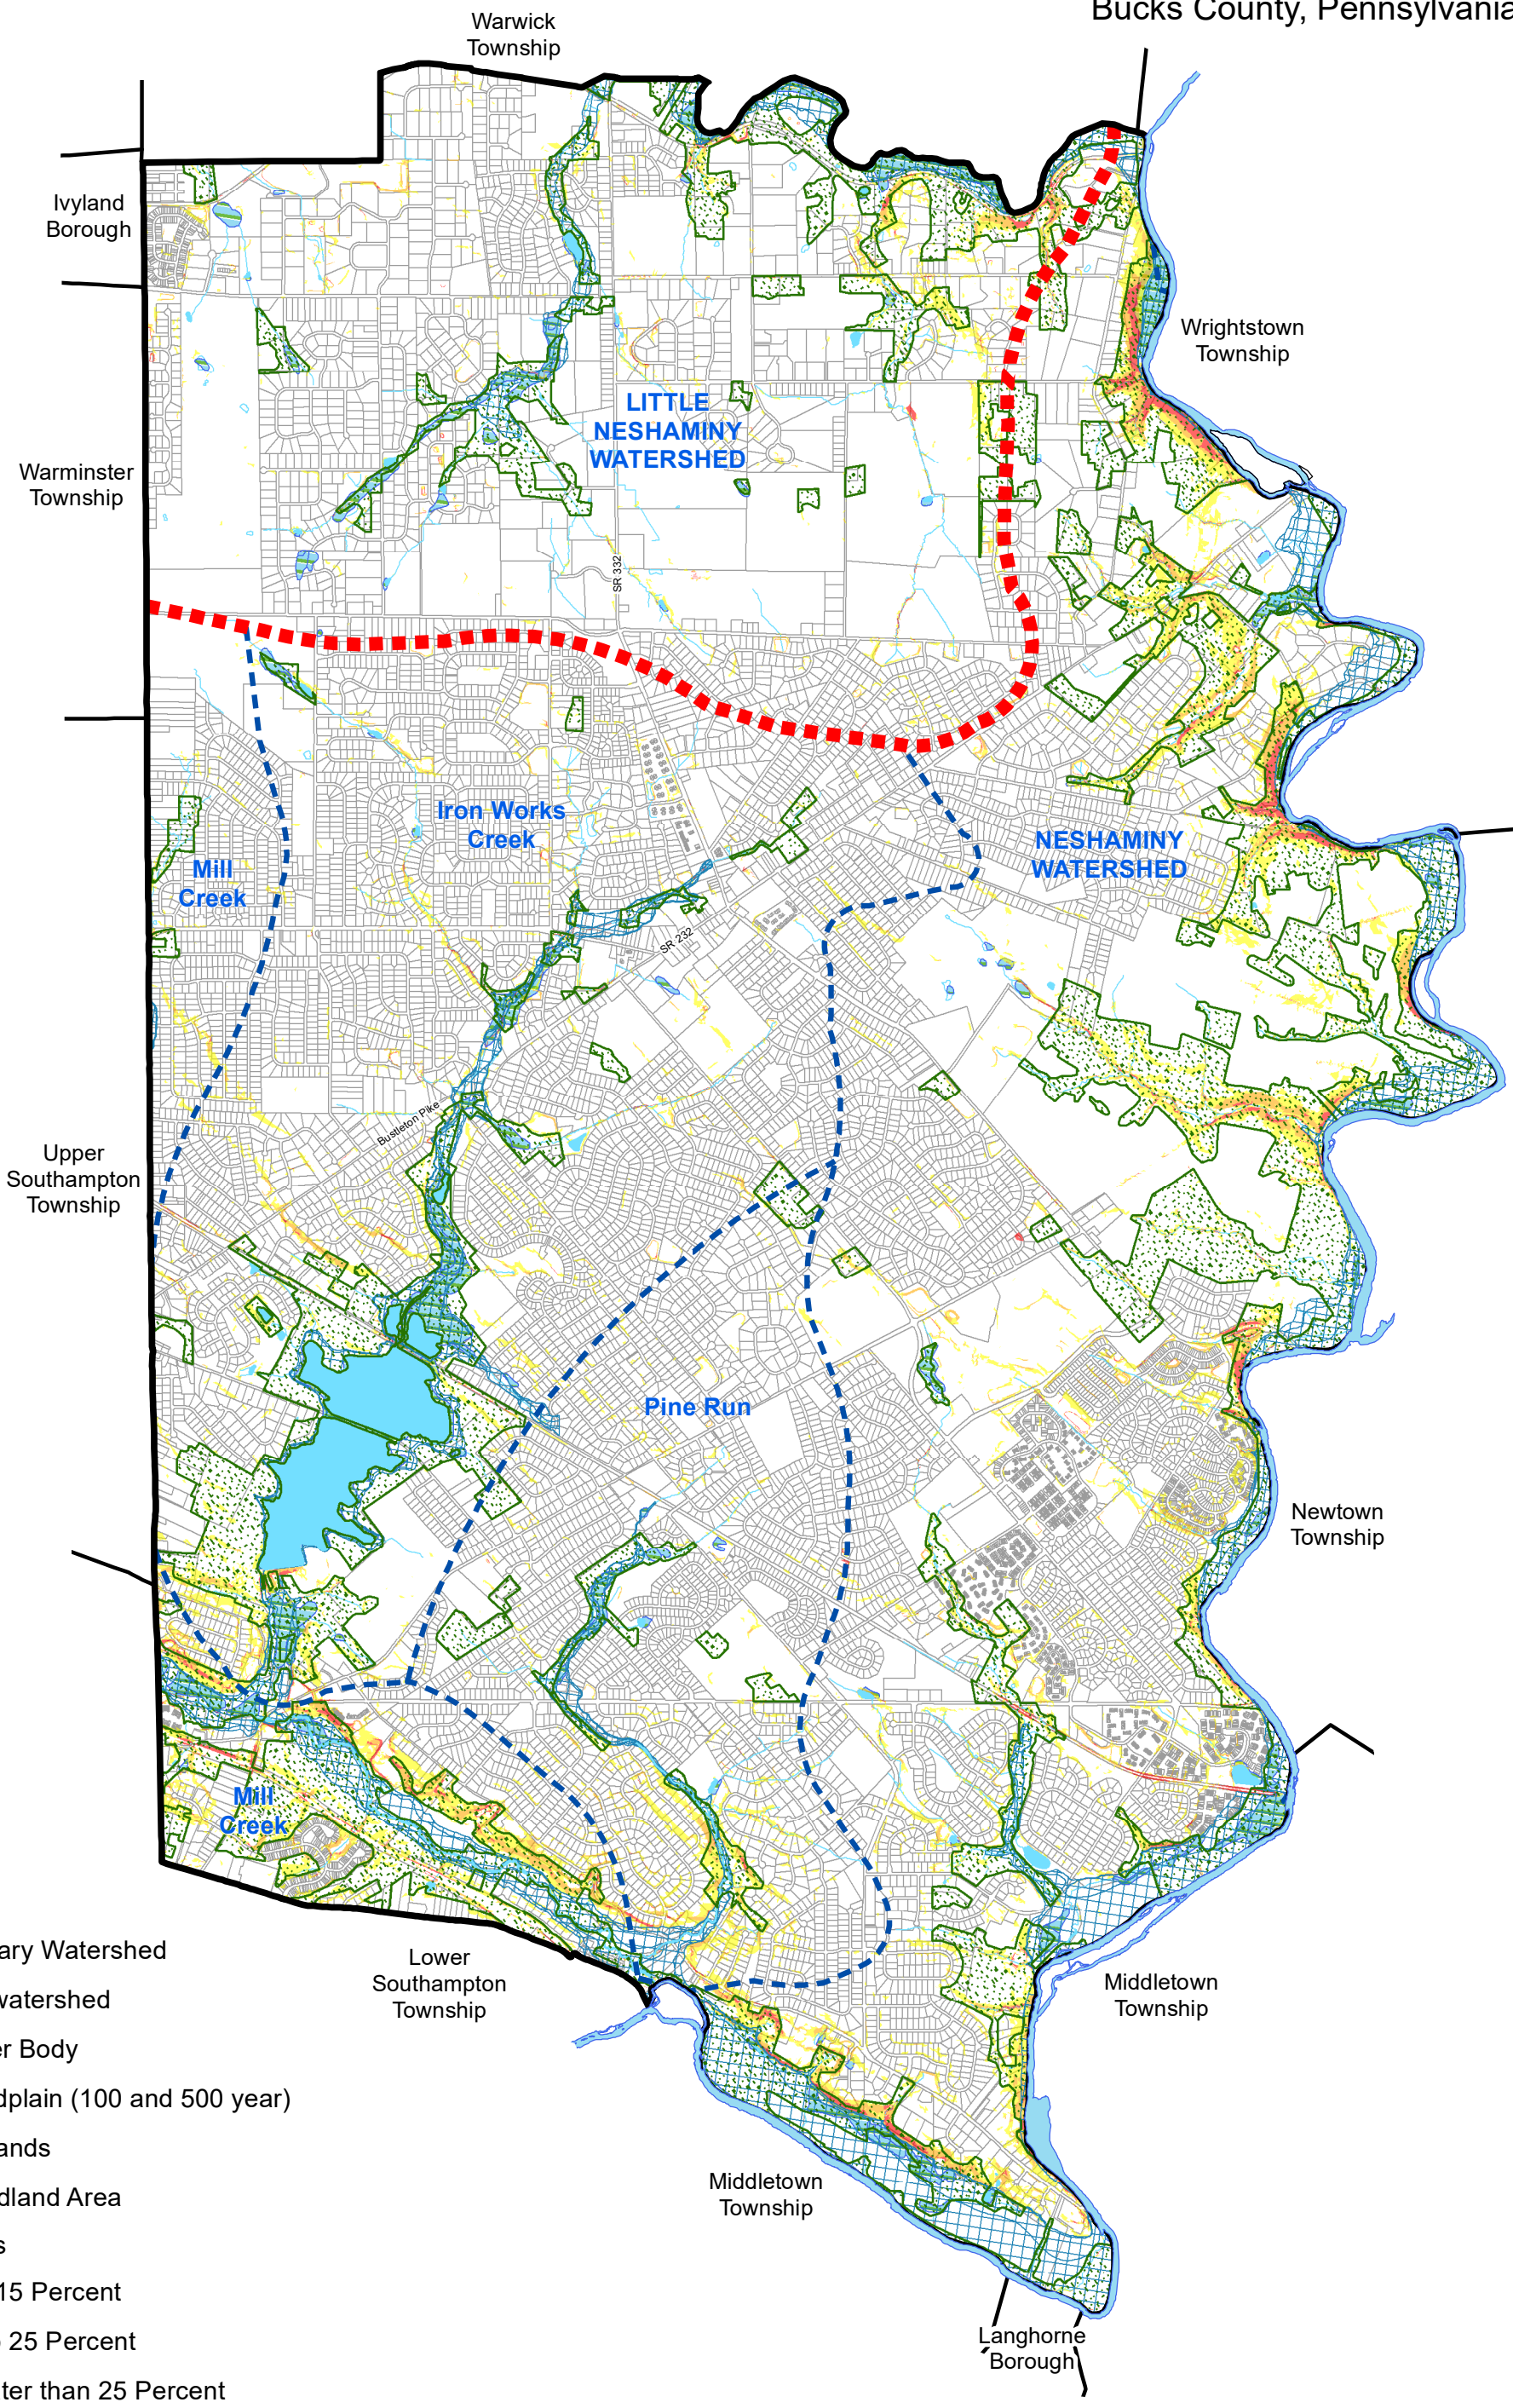 Bucks County, Pennsylvania
Warwick
Township
Ivyland
Borough
Wrightstown
Township
LITTLE
NESHAMINY
WATERSHED
Warminster
Township
SR 332
Iron Works
Creek
NESHAMINY
WATERSHED
Mill
Creek
SR 232
Bustleton Pike
Upper
Southampton
Township
Pine Run
Newtown
Township
Mill
Creek
Lower
Southampton
Township
Middletown
Township
Middletown
Township
Langhorne
Borough
ary Watershed
watershed
er Body
dplain (100 and 500 year)
ands
dland Area
s
15 Percent
25 Percent
ter than 25 Percent